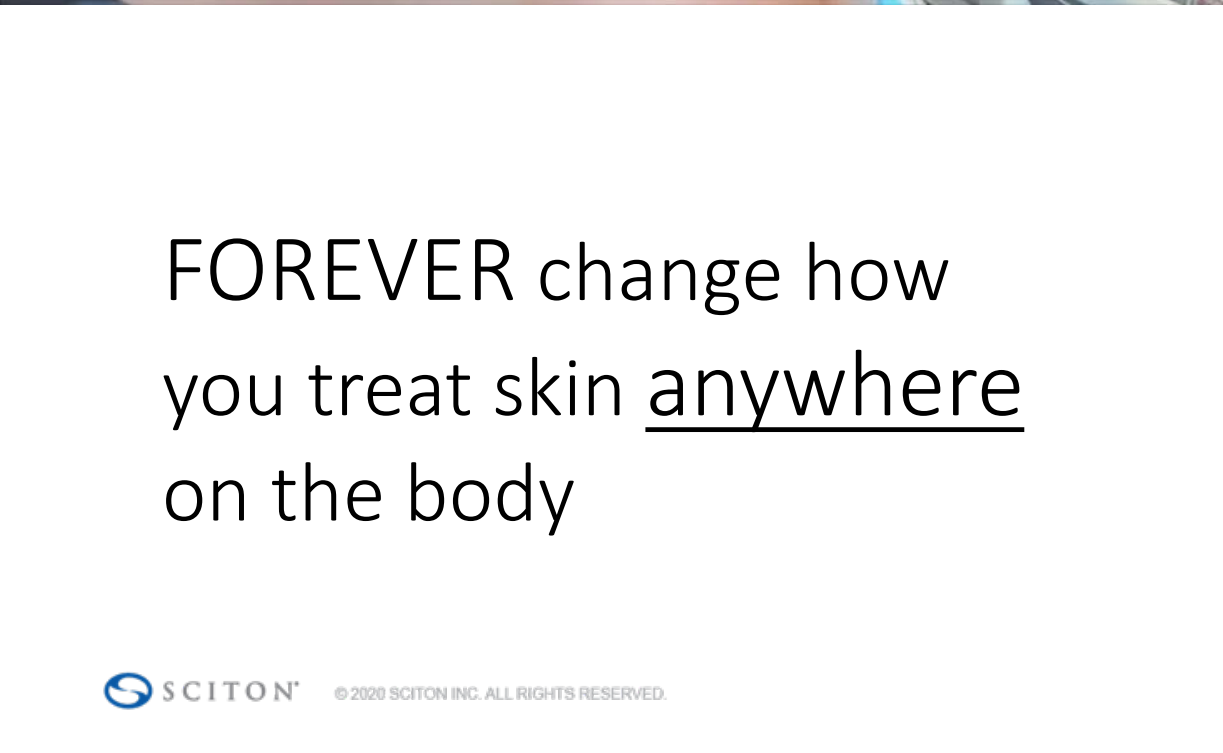 FOREVER change how
you treat skin anywhere
on the body
SCITON® © 2020 SCITON INC. ALL RIGHTS RESERVED.